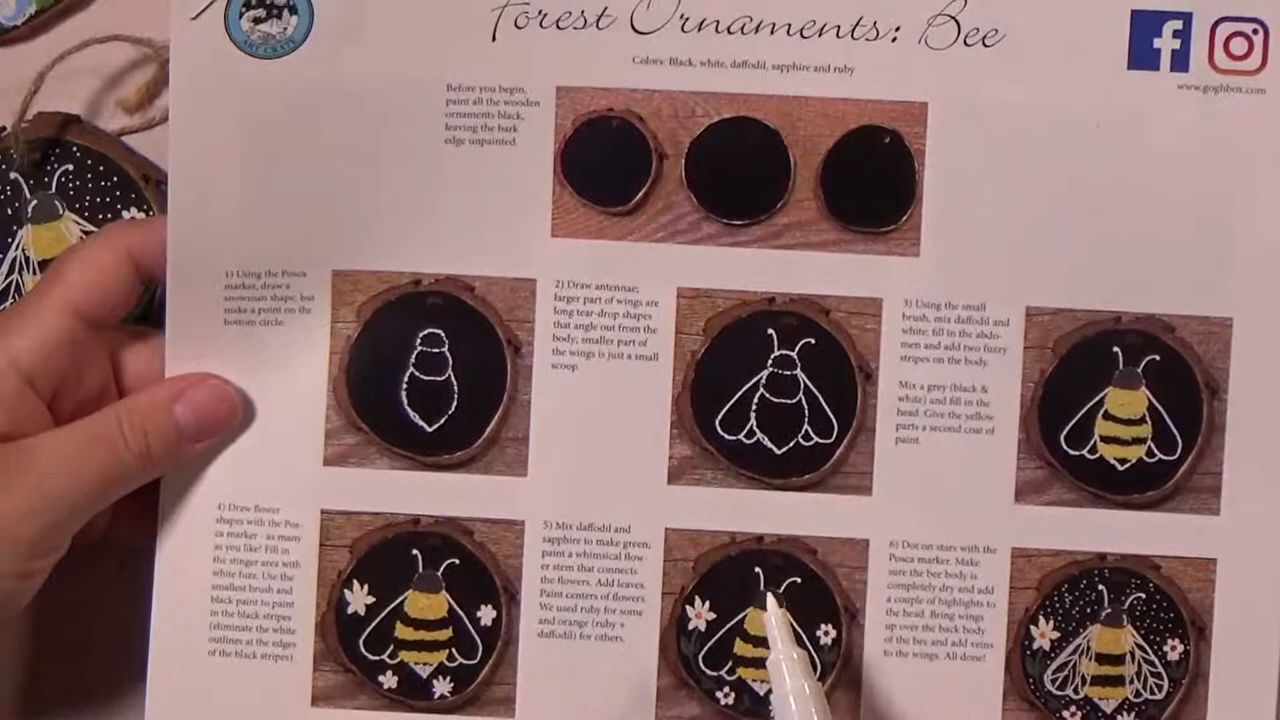 Forest Ornaments: Bee
ART CRATE
Colors: Black, white, daffodil, sapphire and ruby
www.goghbox.com
Before you begin,
paint all the wooden
ornaments black,
leaving the bark
edge unpainted.
1) Using the Posca
marker, draw a
snowman shape, but
make a point on the
bottom circle.
2) Draw antennae;
larger part of wings are
long tear-drop shapes
that angle out from the
body; smaller part of
the wings is just a small
scoop
3) Using the small
brush, mix daffodil and
white; fill in the abdo-
men and add two fuzzy
stripes on the body.
Mix a grey (black &
white) and fill in the
head. Give the yellow
parts a second coat of
paint.
4) Draw flower
shapes with the Pos-
ca marker - as many
as you like! Fill in
the stinger area with
white fuzz. Use the
smallest brush and
black paint to paint
in the black stripes
(eliminate the white
outlines at the edges
of the black stripes).
5) Mix daffodil and
sapphire to make green;
paint a whimsical flow-
er stem that connects
the flowers. Add leaves.
Paint centers of flowers.
We used ruby for some
and orange (ruby +
daffodil) for others.
6) Dot on stars with the
Posca marker. Make
sure the bee body is
completely dry and add
a couple of highlights to
the head. Bring wings
up over the back body
of the bee and add veins
to the wings. All done!